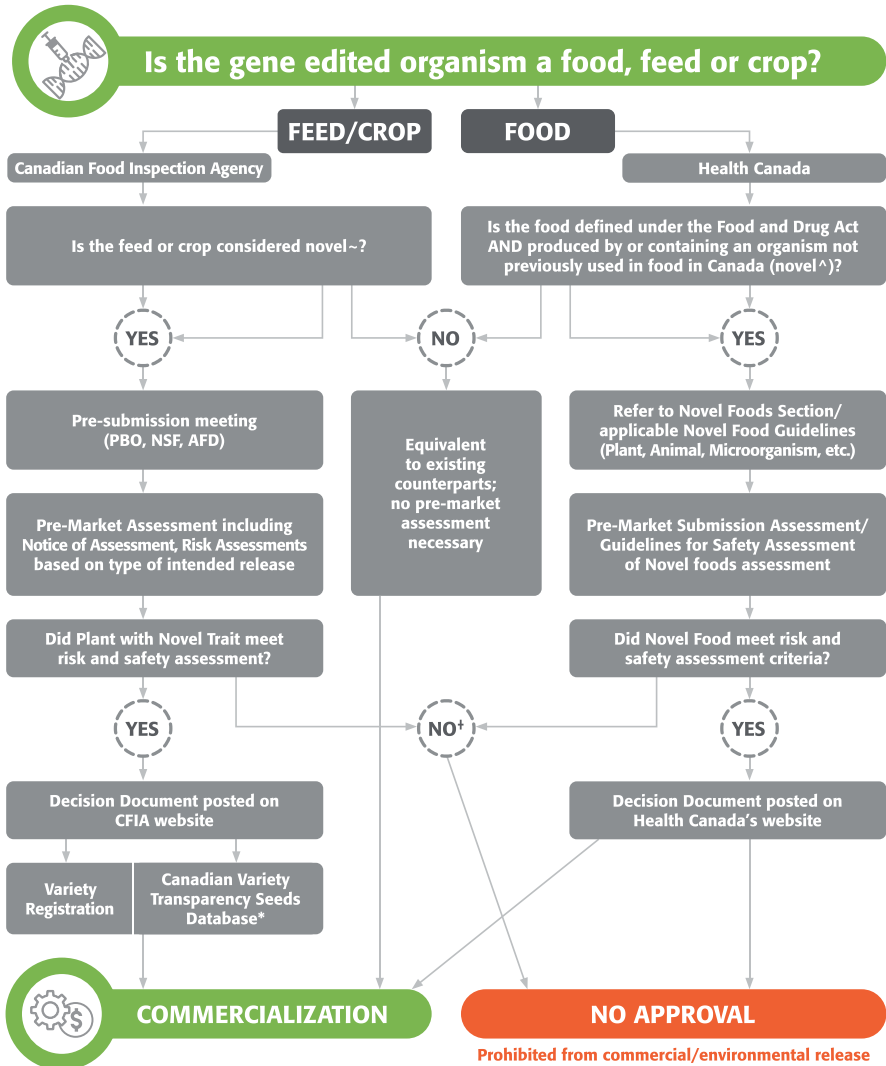 Is the gene edited organism a food, feed or crop?
FEED/CROP
FOOD
Canadian Food Inspection Agency
Health Canada
Is the feed or crop considered novel~?
Is the food defined under the Food and Drug Act
AND produced by or containing an organism not
previously used in food in Canada (novel^)?
YES
NO
YES
Pre-submission meeting
(PBO, NSF, AFD)
Equivalent
to existing
counterparts;
no pre-market
assessment
necessary
Refer to Novel Foods Section/
applicable Novel Food Guidelines
(Plant, Animal, Microorganism, etc.)
Pre-Market Assessment including
Notice of Assessment, Risk Assessments
based on type of intended release
Pre-Market Submission Assessment/
Guidelines for Safety Assessment
of Novel foods assessment
Did Plant with Novel Trait meet
risk and safety assessment?
Did Novel Food meet risk and
safety assessment criteria?
YES
NO†
YES
Decision Document posted on
CFIA website
Decision Document posted on
Health Canada's website
Variety
Registration
Canadian Variety
Transparency Seeds
Database*
$
COMMERCIALIZATION
NO APPROVAL
Prohibited from commercial/environmental release